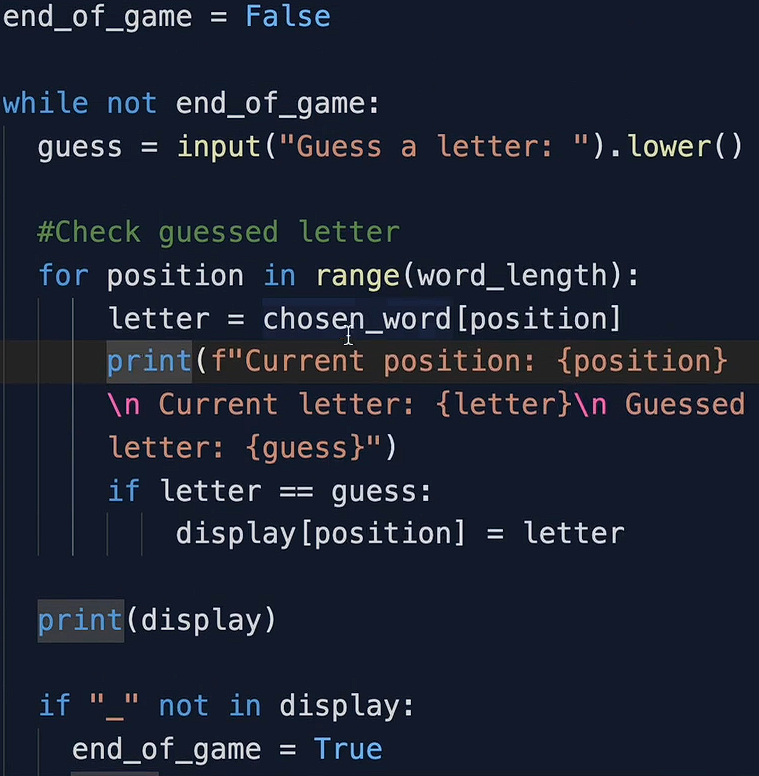 end_of_game = False
while not end_of_game:
guess = input("Guess a letter: ").lower()
#Check guessed letter
for position in range(word_length):
letter = chosen_word[position]
print(f"Current position: {position}
\n Current letter: {letter}\n Guessed
letter: {guess}")
if letter == guess:
display[position] = letter
print(display)
if "_" not in display:
end_of_game = True